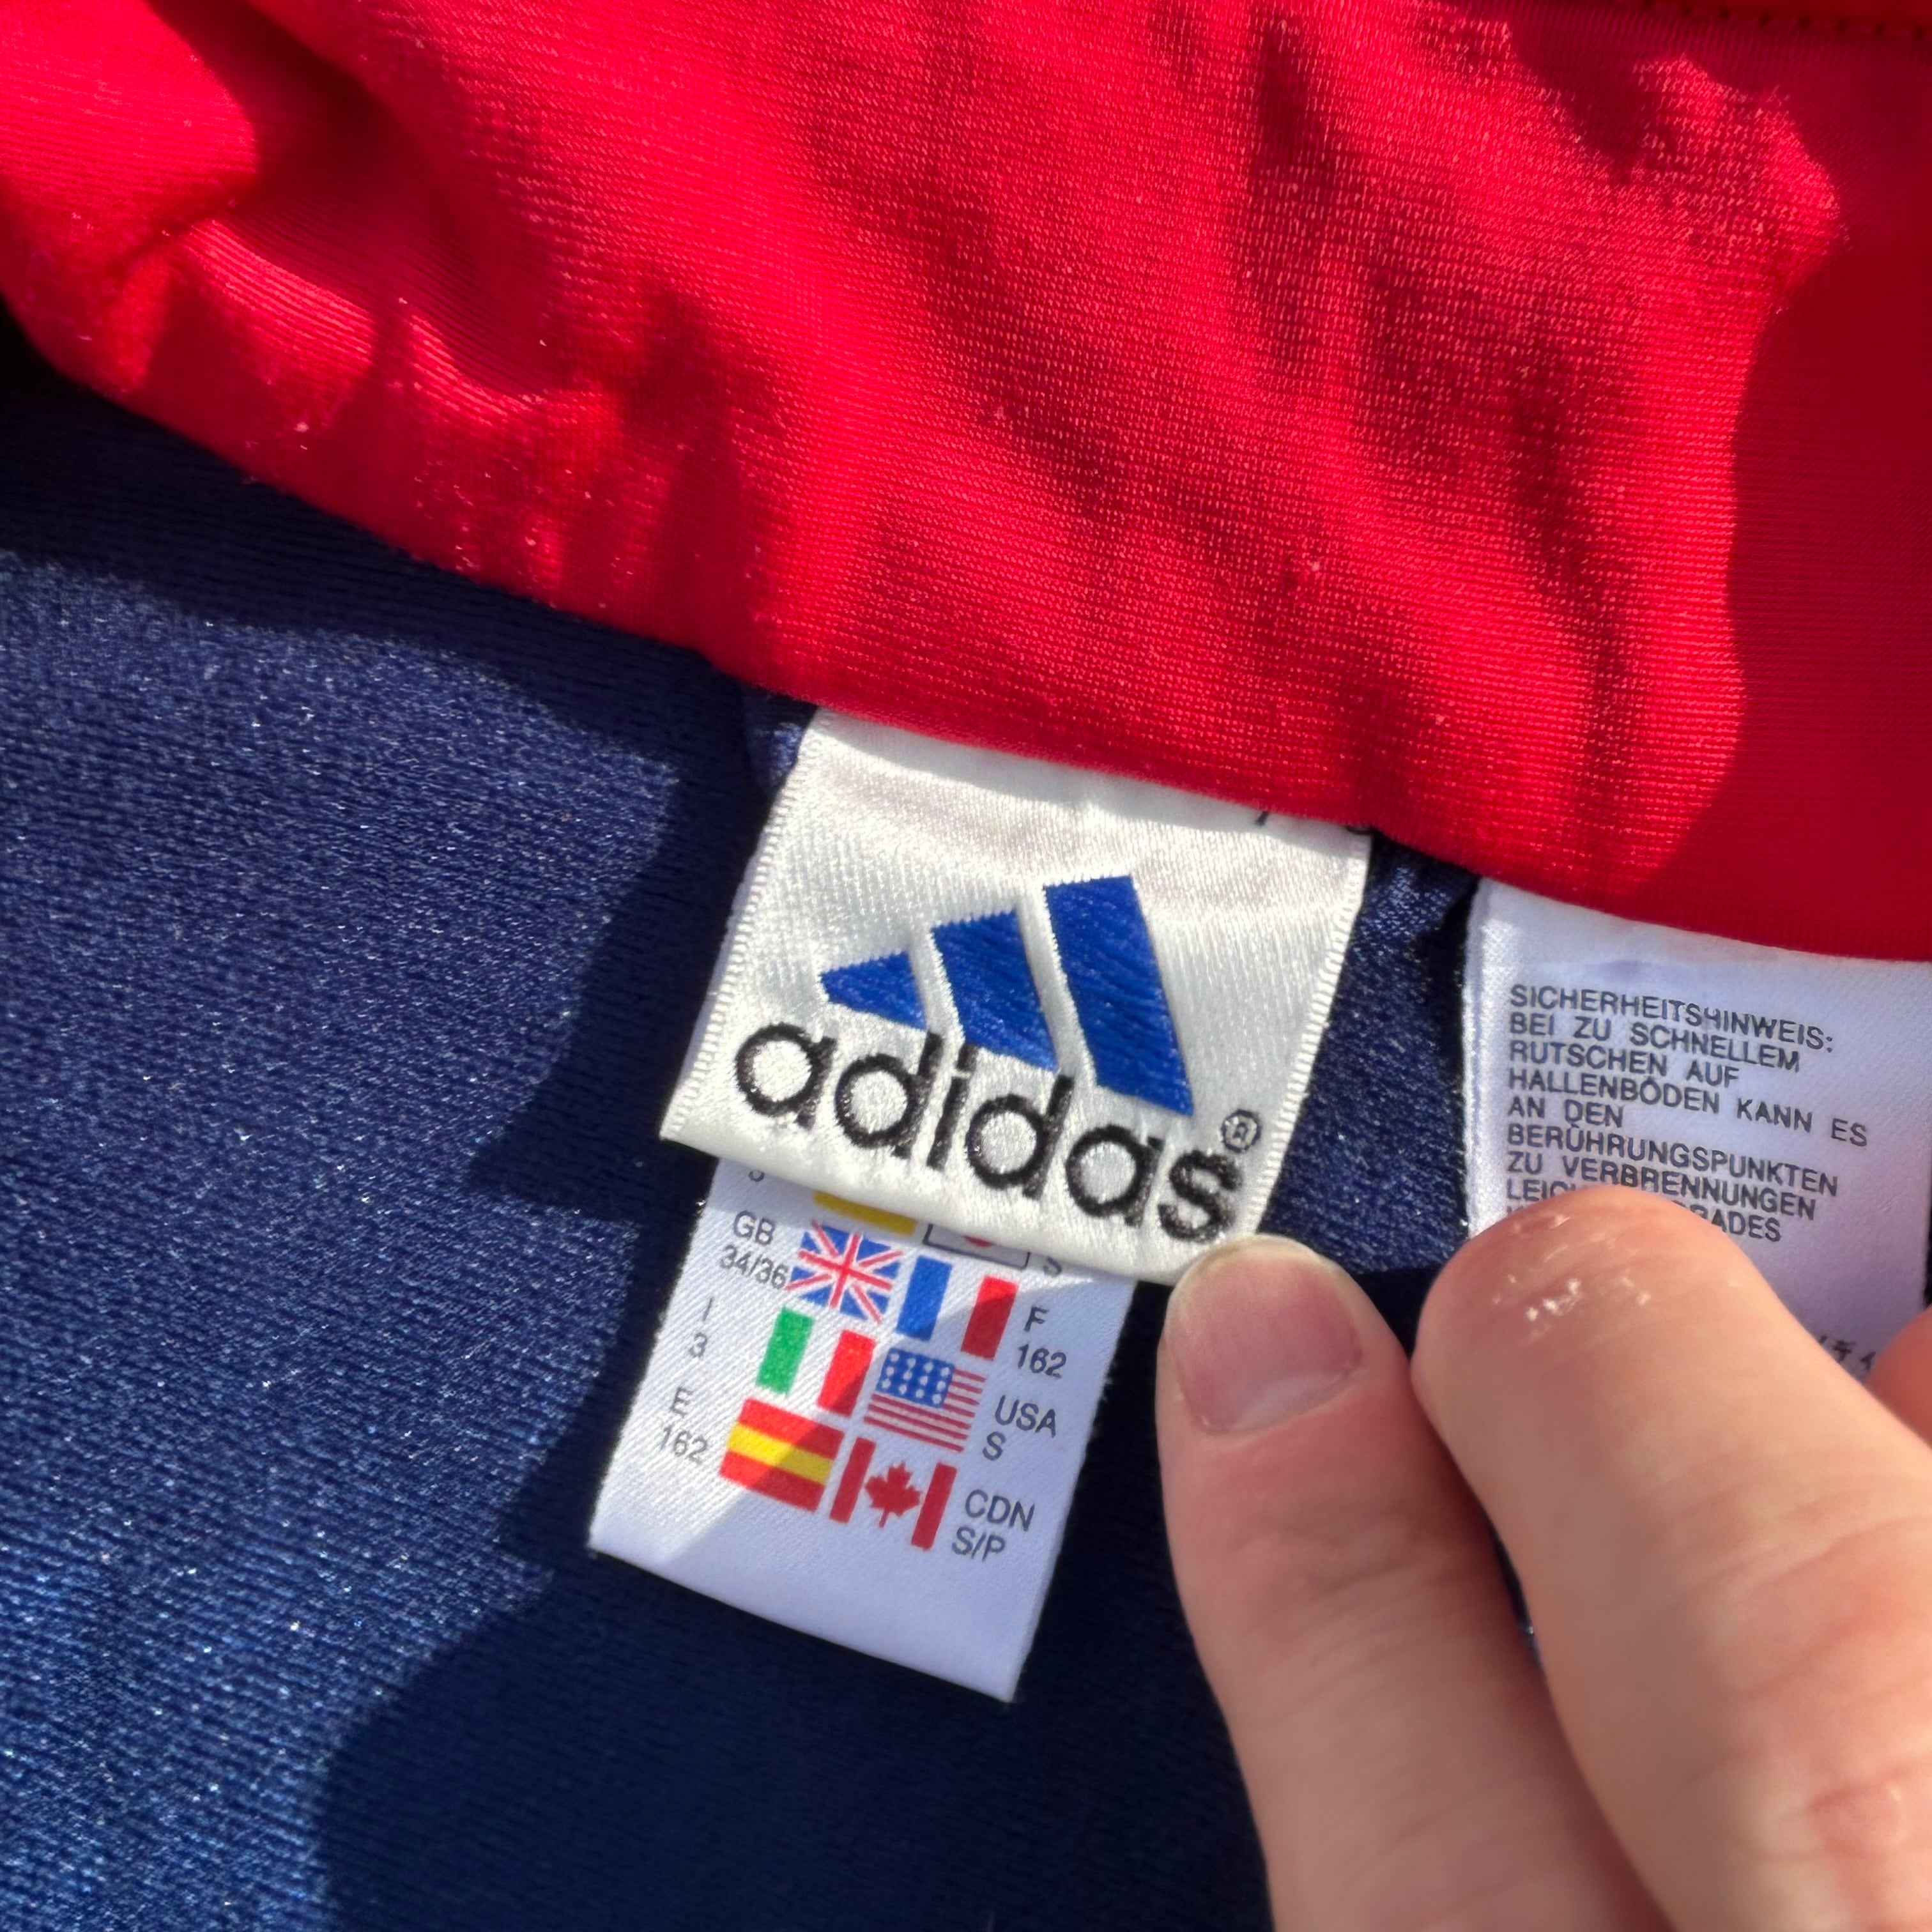 adidas®
GB
34/36
F
162
I
3
USA
S
E
162
CDN
S/P
SICHERHEITSHINWEIS:
BEI ZU SCHNELLEM
RUTSCHEN AUF
HALLENBÖDEN KANN ES
AN DEN
BERÜHRUNGSPUNKTEN
ZU VERBRENNUNGEN